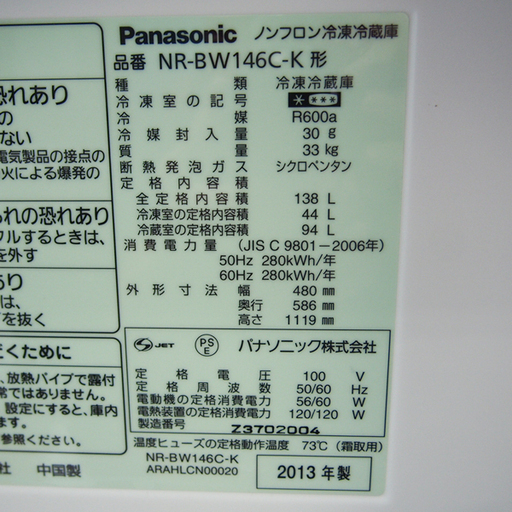 恐れあり
の
ない
電気製品の接点の
火による爆発の
られの恐れあり
フルするときは、
を外す
あり
は、
を抜く
ぐために
、放熱パイプで露付
常ではありません。
設定にすると、庫内
参照ください。
社 中国製
Panasonic ノンフロン冷凍冷蔵庫
品番 NR-BW146C-K 形
種類 冷凍冷蔵庫
冷凍室の記号 * ***
冷媒 R600a
冷媒封入量 30 g
質量 33 kg
断熱発泡ガス シクロペンタン
定格内容積
全定格内容積 138 L
冷凍室の定格内容積 44 L
冷蔵室の定格内容積 94 L
消費電力量 (JIS C 9801-2006年)
50Hz 280kWh/年
60Hz 280kWh/年
外形寸法 幅 480 mm
奥行 586 mm
高さ 1119 mm
JET PSE パナソニック株式会社
定格電圧 100 V
定格周波数 50/60 Hz
電動機の定格消費電力 56/60 W
電熱装置の定格消費電力 120/120 W
製造番号 Z3702004
温度ヒューズの定格動作温度 73℃ (霜取用)
NR-BW146C-K
ARAHLCN00020
2013 年製